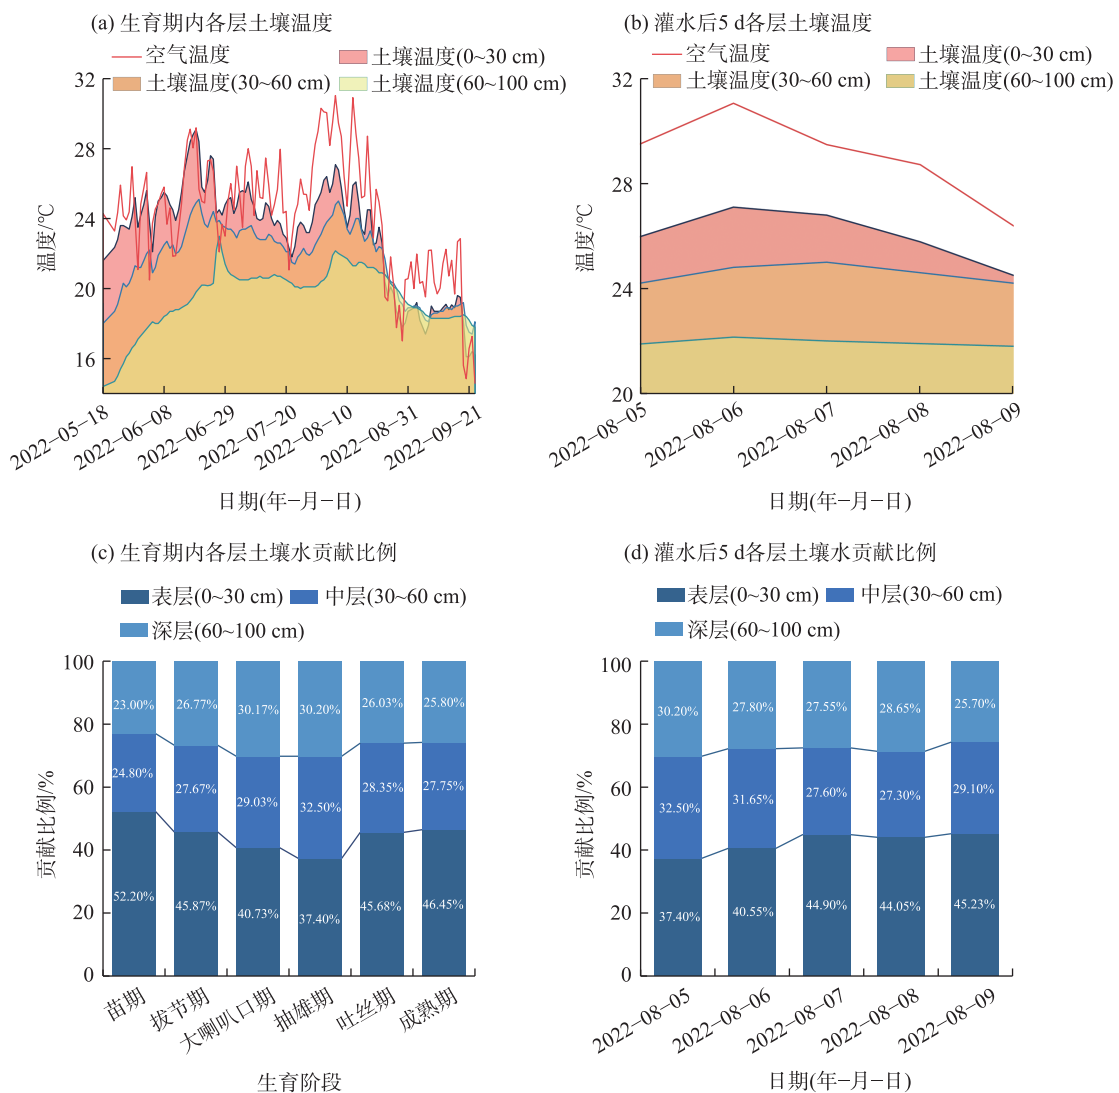 (a) 生育期内各层土壤温度
空气温度
土壤温度(0~30 cm)
土壤温度(30~60 cm)
土壤温度(60~100 cm)
32
28
24
20
16
温度/℃
2022−05−18
2022−06−08
2022−06−29
2022−07−20
2022−08−10
2022−08−31
2022−09−21
日期(年−月−日)
(b) 灌水后5 d各层土壤温度
空气温度
土壤温度(0~30 cm)
土壤温度(30~60 cm)
土壤温度(60~100 cm)
32
28
24
20
温度/℃
2022−08−05
2022−08−06
2022−08−07
2022−08−08
2022−08−09
日期(年−月−日)
(c) 生育期内各层土壤水贡献比例
表层(0~30 cm)
中层(30~60 cm)
深层(60~100 cm)
100
80
60
40
20
0
贡献比例/%
23.00%
26.77%
30.17%
30.20%
26.03%
25.80%
24.80%
27.67%
29.03%
32.50%
28.35%
27.75%
52.20%
45.87%
40.73%
37.40%
45.68%
46.45%
苗期
拔节期
大喇叭口期
抽雄期
吐丝期
成熟期
生育阶段
(d) 灌水后5 d各层土壤水贡献比例
表层(0~30 cm)
中层(30~60 cm)
深层(60~100 cm)
100
80
60
40
20
0
贡献比例/%
30.20%
27.80%
27.55%
28.65%
25.70%
32.50%
31.65%
27.60%
27.30%
29.10%
37.40%
40.55%
44.90%
44.05%
45.23%
2022−08−05
2022−08−06
2022−08−07
2022−08−08
2022−08−09
日期(年−月−日)